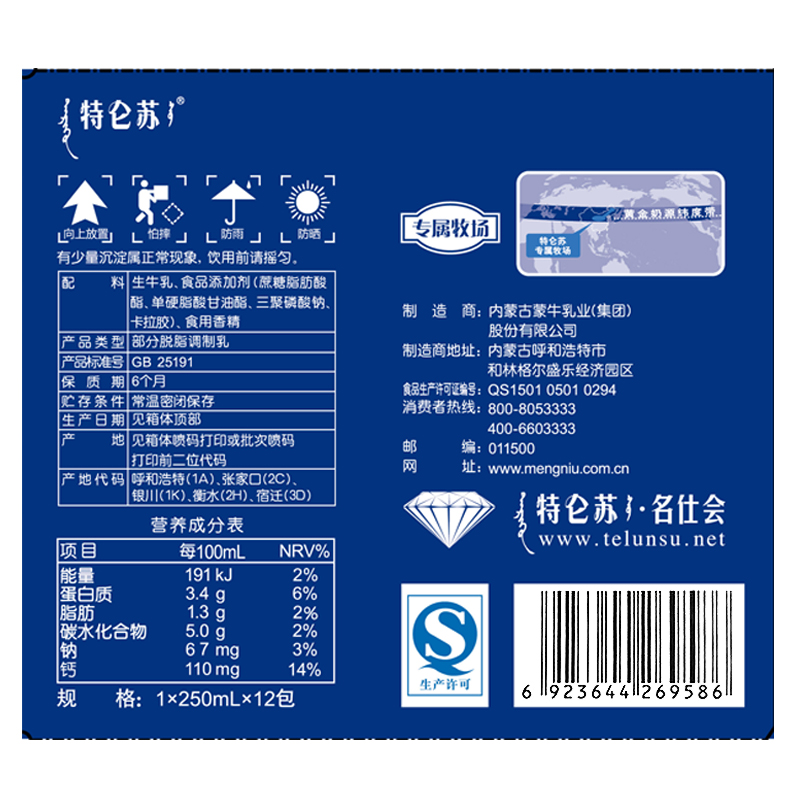 特仑苏®
向上放置 怕摔 防雨 防晒
有少量沉淀属正常现象，饮用前请摇匀。
配料 生牛乳、食品添加剂(蔗糖脂肪酸
酯、单硬脂酸甘油酯、三聚磷酸钠、
卡拉胶)、食用香精
产品类型 部分脱脂调制乳
产品标准号 GB 25191
保质期 6个月
贮存条件 常温密闭保存
生产日期 见箱体顶部
产地 见箱体喷码打印或批次喷码
打印前二位代码
产地代码 呼和浩特(1A)、张家口(2C)、
银川(1K)、衡水(2H)、宿迁(3D)
营养成分表
项目 每100mL NRV%
能量 191 kJ 2%
蛋白质 3.4 g 6%
脂肪 1.3 g 2%
碳水化合物 5.0 g 2%
钠 67 mg 3%
钙 110 mg 14%
规格：1×250mL×12包
专属牧场
黄金奶源纬度带
特仑苏
专属牧场
制造商：内蒙古蒙牛乳业(集团)
股份有限公司
制造商地址：内蒙古呼和浩特市
和林格尔盛乐经济园区
食品生产许可证编号：QS1501 0501 0294
消费者热线：800-8053333
400-6603333
邮编：011500
网址：www.mengniu.com.cn
特仑苏·名仕会
www.telunsu.net
QS
生产许可
6 923644 269586